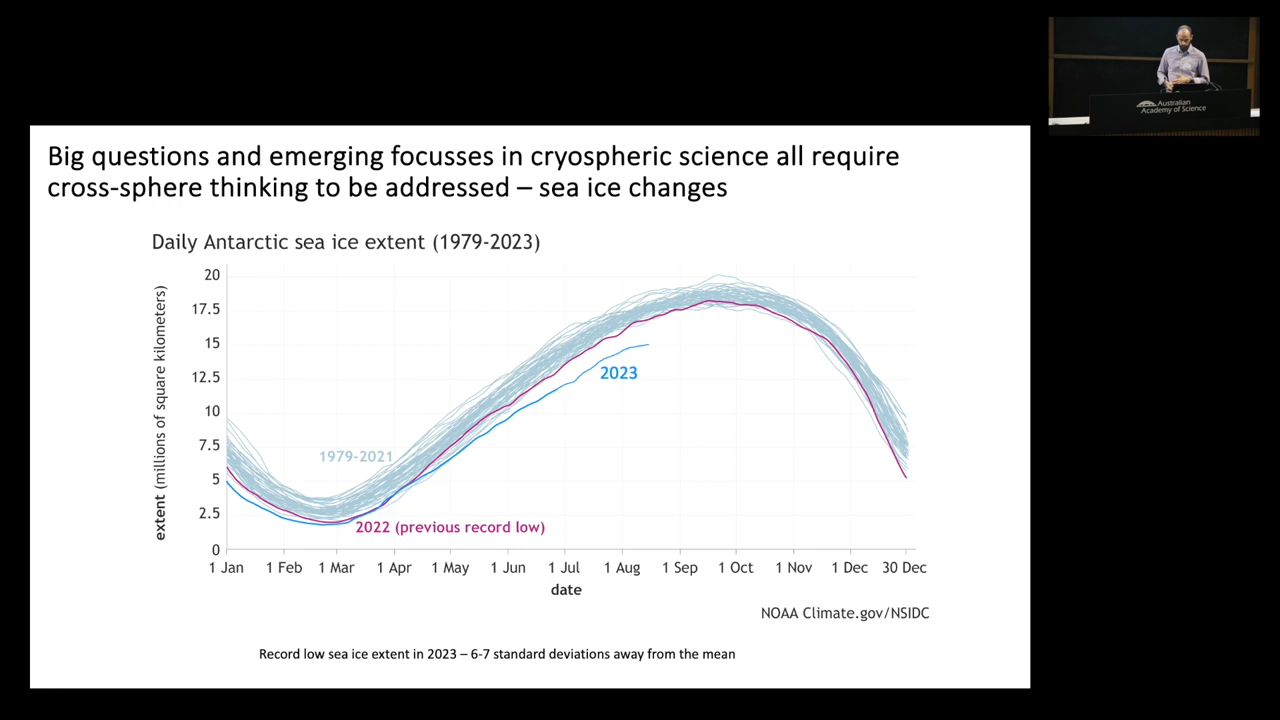 Australian
Academy of Science
Big questions and emerging focusses in cryospheric science all require
cross-sphere thinking to be addressed – sea ice changes
Daily Antarctic sea ice extent (1979-2023)
extent (millions of square kilometers)
20
17.5
15
12.5
10
7.5
5
2.5
0
2023
1979-2021
2022 (previous record low)
1 Jan 1 Feb 1 Mar 1 Apr 1 May 1 Jun 1 Jul 1 Aug 1 Sep 1 Oct 1 Nov 1 Dec 30 Dec
date
NOAA Climate.gov/NSIDC
Record low sea ice extent in 2023 – 6-7 standard deviations away from the mean